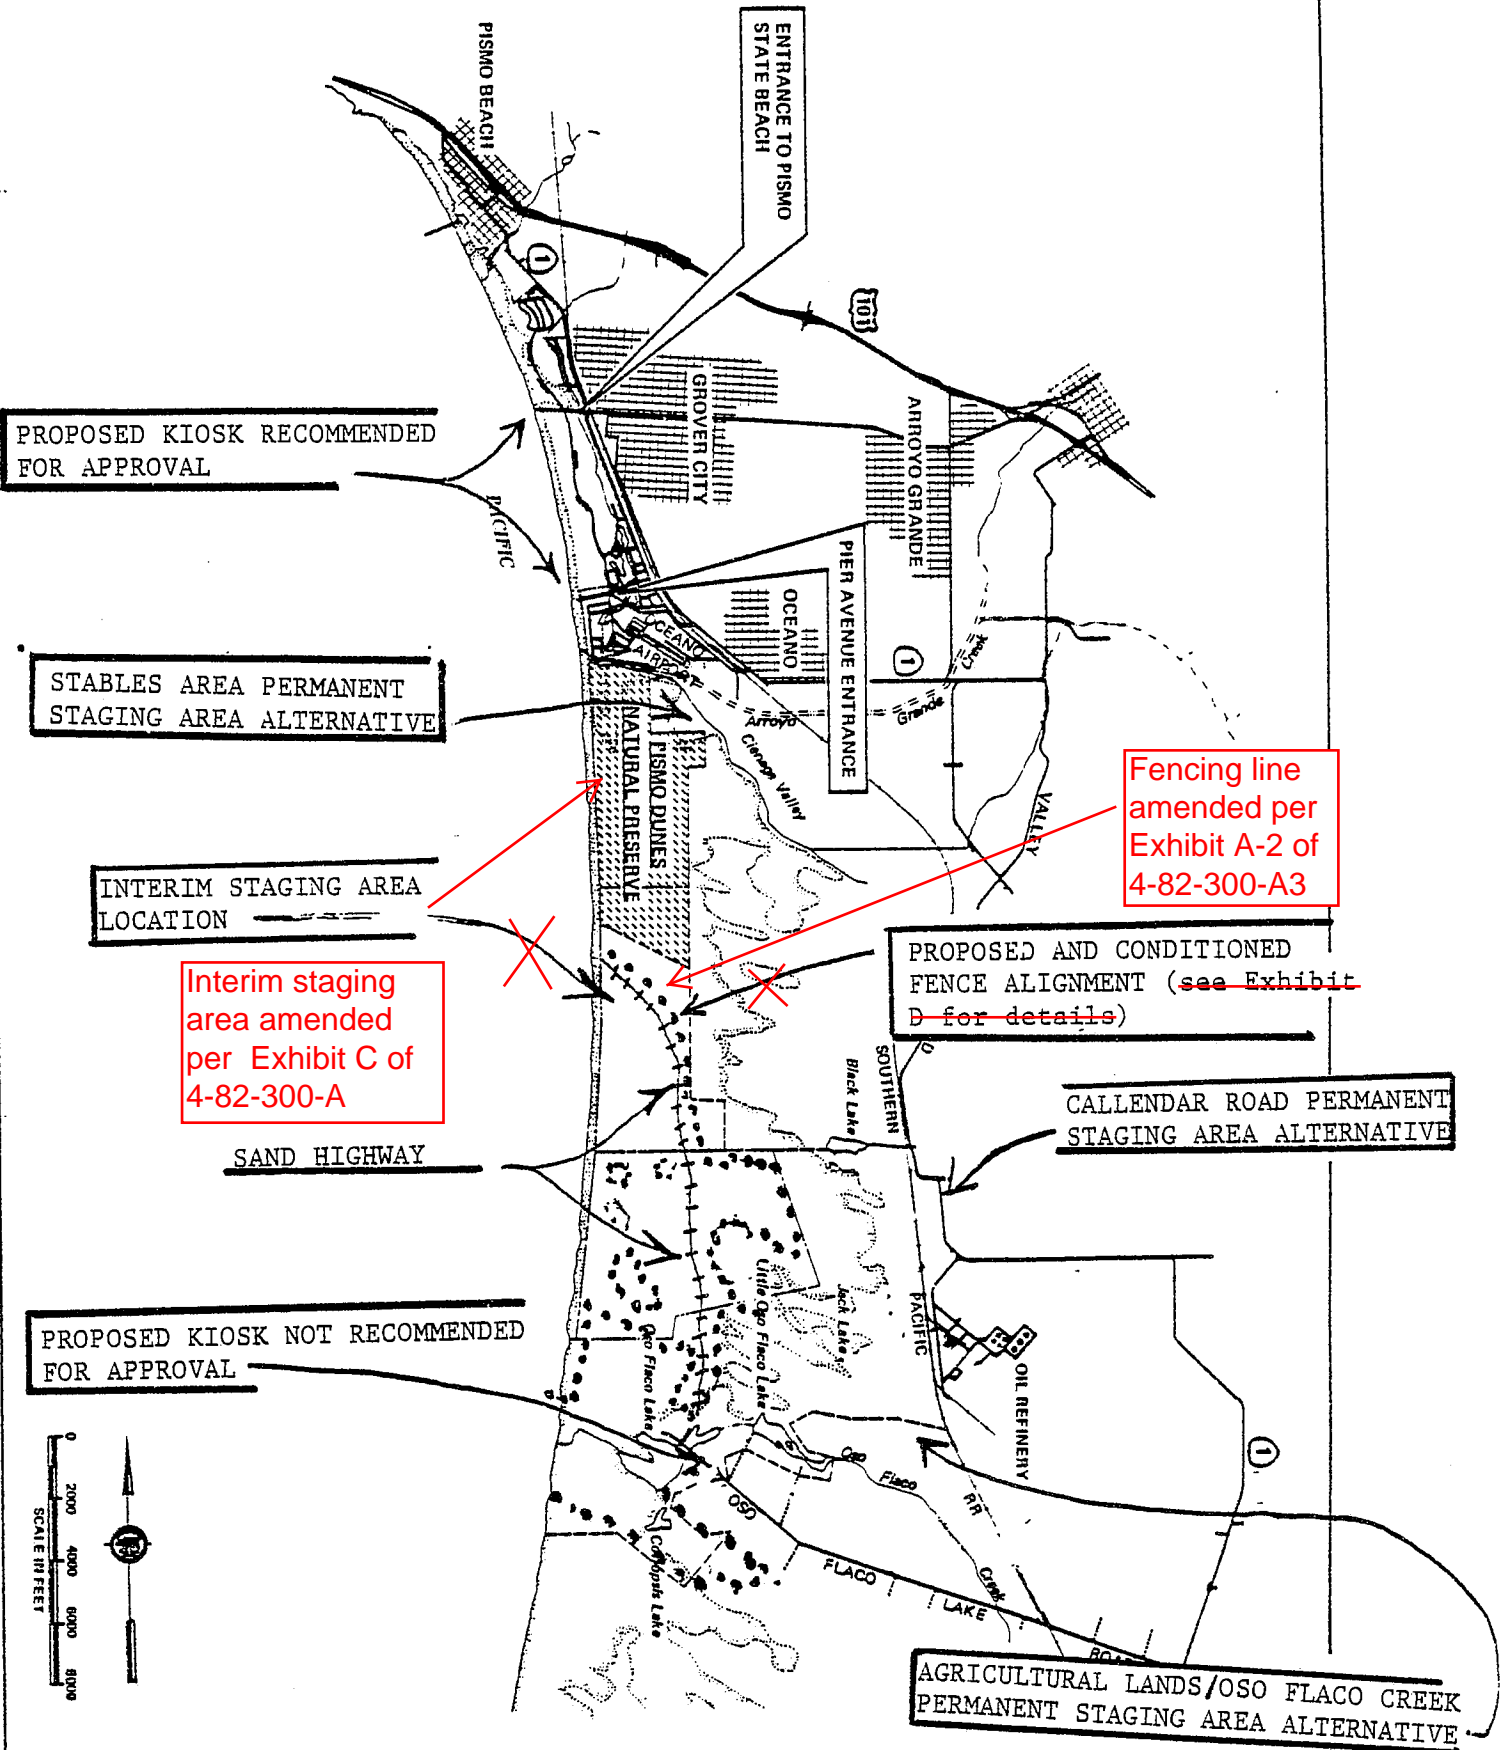 ENTRANCE TO PISMO
STATE BEACH
PISMO BEACH
1
101
GROVER CITY
ARROYO GRANDE
PROPOSED KIOSK RECOMMENDED
FOR APPROVAL
PACIFIC
PIER AVENUE ENTRANCE
OCEANO
OCEANO
AIRPORT
1
Creek
Grande
Arroyo
Cienega Valley
VALLEY
STABLES AREA PERMANENT
STAGING AREA ALTERNATIVE
PISMO DUNES
NATURAL PRESERVE
Fencing line
amended per
Exhibit A-2 of
4-82-300-A3
INTERIM STAGING AREA
LOCATION
Interim staging
area amended
per Exhibit C of
4-82-300-A
PROPOSED AND CONDITIONED
FENCE ALIGNMENT (see Exhibit
D for details)
SOUTHERN
Black Lake
CALLENDAR ROAD PERMANENT
STAGING AREA ALTERNATIVE
SAND HIGHWAY
PACIFIC
Jack Lake
Little Oso Flaco Lake
Oso Flaco Lake
OIL REFINERY
PROPOSED KIOSK NOT RECOMMENDED
FOR APPROVAL
1
RR
Oso
Flaco
Creek
OSO
FLACO
LAKE
ROAD
Coreopsis Lake
0 2000 4000 6000 8000
SCALE IN FEET
AGRICULTURAL LANDS/OSO FLACO CREEK
PERMANENT STAGING AREA ALTERNATIVE